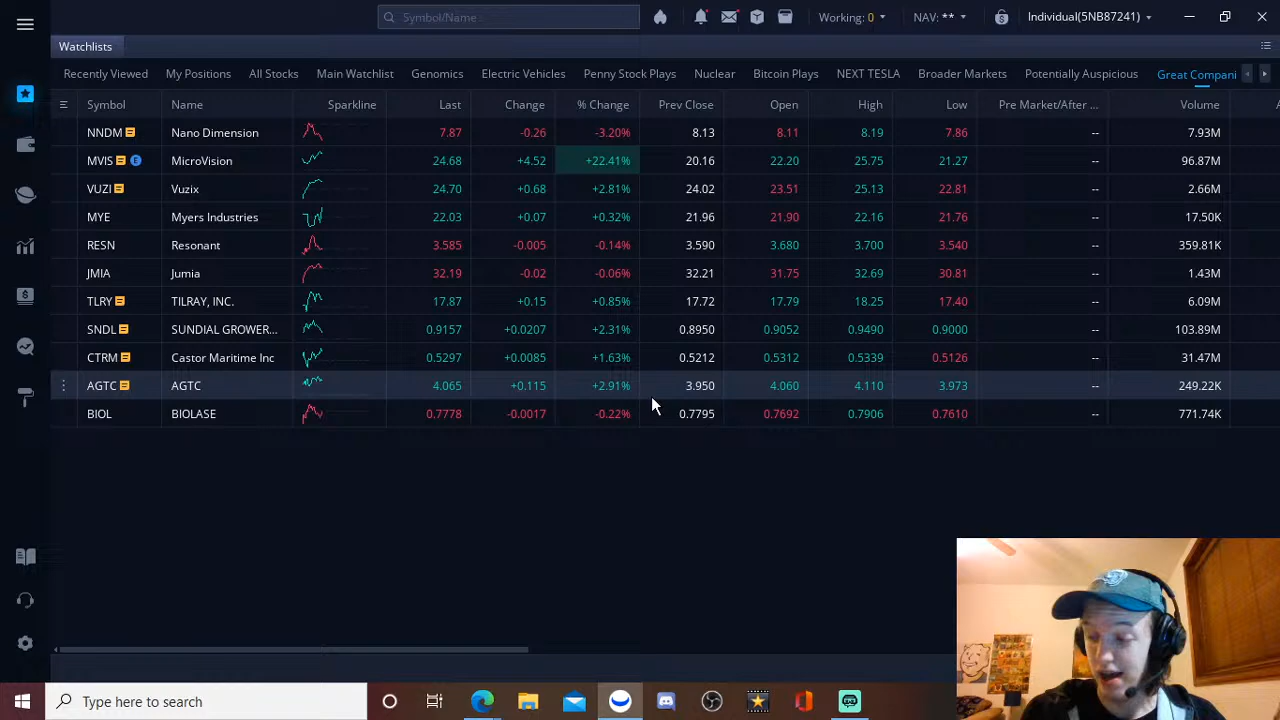 Symbol/Name...
Working: 0
NAV: **
Individual(5NB87241)
Watchlists
Recently Viewed My Positions All Stocks Main Watchlist Genomics Electric Vehicles Penny Stock Plays Nuclear Bitcoin Plays NEXT TESLA Broader Markets Potentially Auspicious Great Compani
Symbol Name Sparkline Last Change % Change Prev Close Open High Low Pre Market/After ... Volume
NNDM Nano Dimension 7.87 -0.26 -3.20% 8.13 8.11 8.19 7.86 -- 7.93M
MVIS E MicroVision 24.68 +4.52 +22.41% 20.16 22.20 25.75 21.27 -- 96.87M
VUZI Vuzix 24.70 +0.68 +2.81% 24.02 23.51 25.13 22.81 -- 2.66M
MYE Myers Industries 22.03 +0.07 +0.32% 21.96 21.90 22.16 21.76 -- 17.50K
RESN Resonant 3.585 -0.005 -0.14% 3.590 3.680 3.700 3.540 -- 359.81K
JMIA Jumia 32.19 -0.02 -0.06% 32.21 31.75 32.69 30.81 -- 1.43M
TLRY TILRAY, INC. 17.87 +0.15 +0.85% 17.72 17.79 18.25 17.40 -- 6.09M
SNDL SUNDIAL GROWER... 0.9157 +0.0207 +2.31% 0.8950 0.9052 0.9490 0.9000 -- 103.89M
CTRM Castor Maritime Inc 0.5297 +0.0085 +1.63% 0.5212 0.5312 0.5339 0.5126 -- 31.47M
AGTC AGTC 4.065 +0.115 +2.91% 3.950 4.060 4.110 3.973 -- 249.22K
BIOL BIOLASE 0.7778 -0.0017 -0.22% 0.7795 0.7692 0.7906 0.7610 -- 771.74K
Type here to search